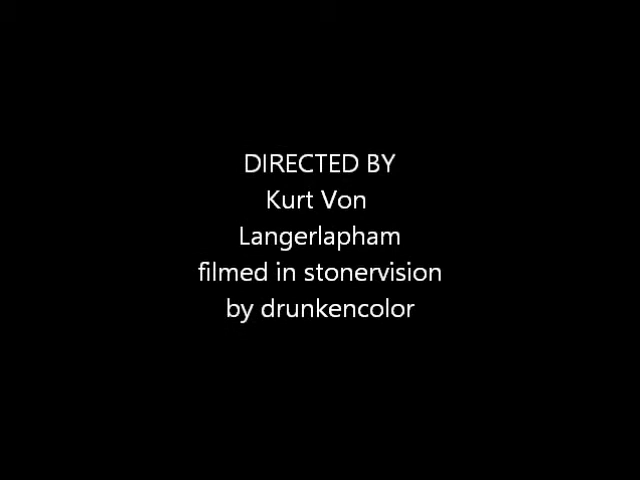 DIRECTED BY
Kurt Von
Langerlapham
filmed in stonervision
by drunkencolor